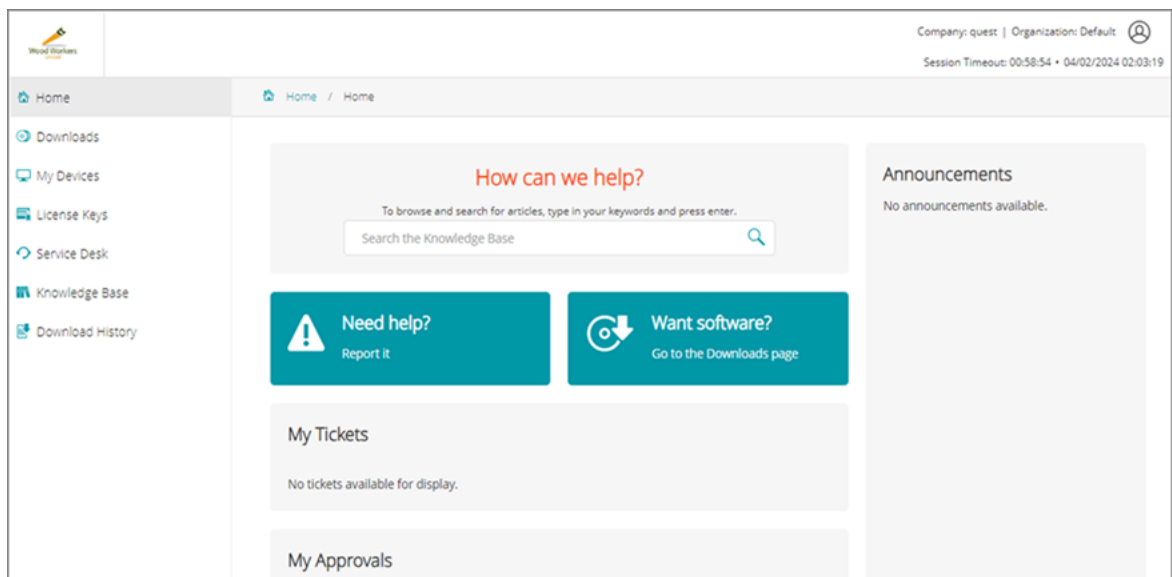 Wood Workers
Company: quest | Organization: Default
Session Timeout: 00:58:54 • 04/02/2024 02:03:19
Home
Home / Home
Downloads
My Devices
License Keys
Service Desk
Knowledge Base
Download History
How can we help?
To browse and search for articles, type in your keywords and press enter.
Search the Knowledge Base
Need help?
Report it
Want software?
Go to the Downloads page
My Tickets
No tickets available for display.
My Approvals
Announcements
No announcements available.